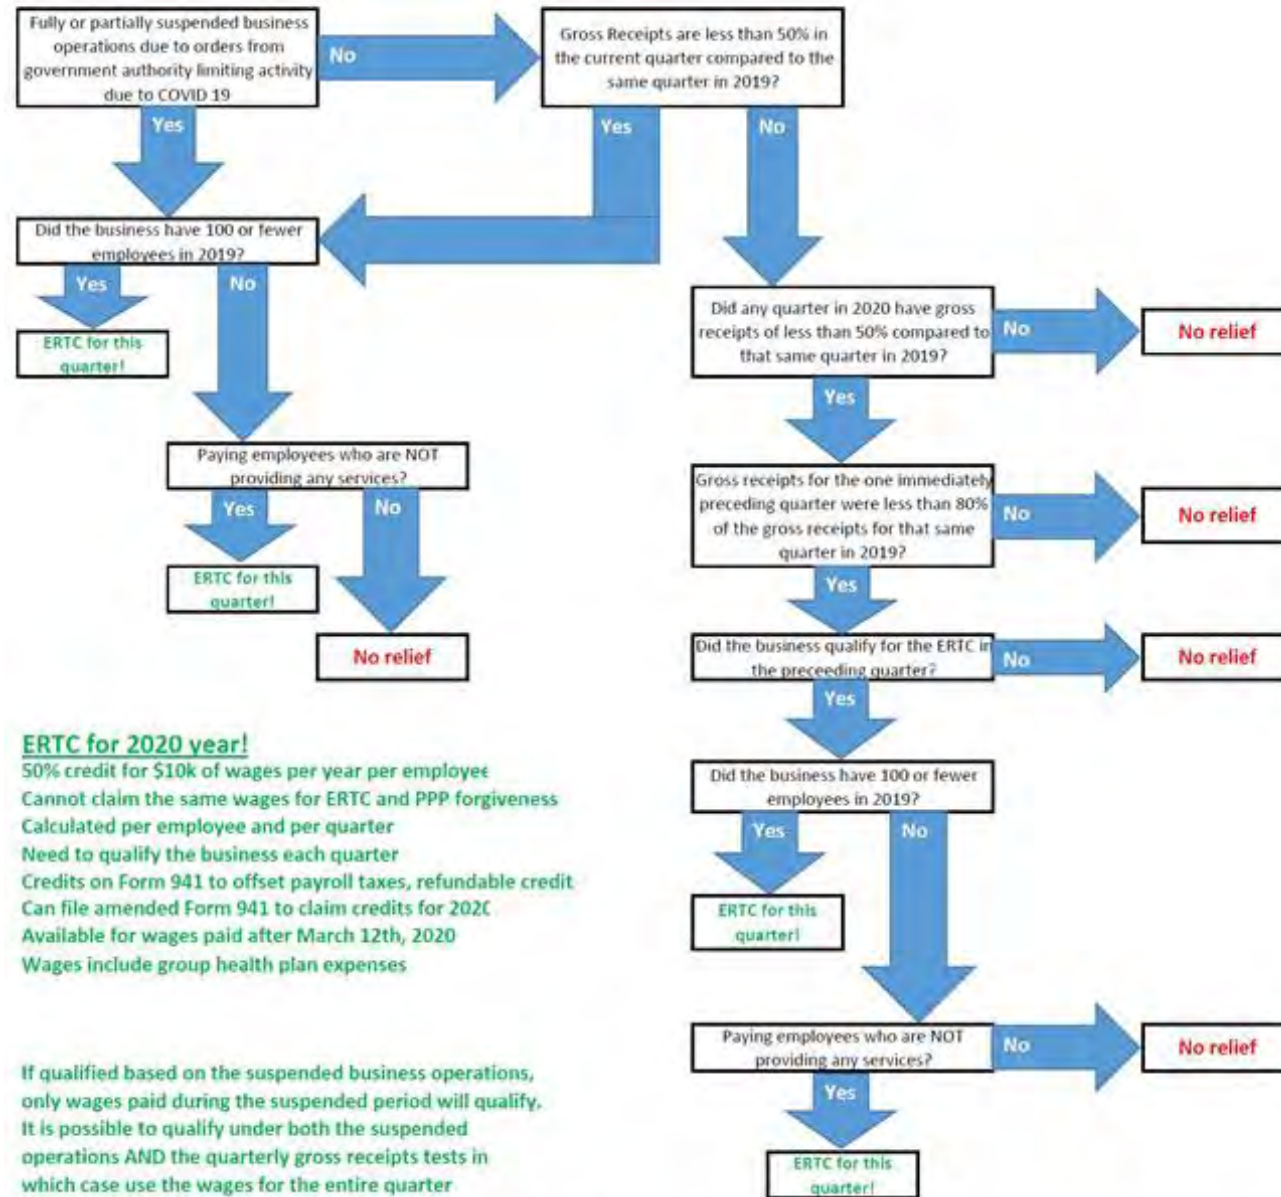 Fully or partially suspended business
operations due to orders from
government authority limiting activity
due to COVID 19
No
Gross Receipts are less than 50% in
the current quarter compared to the
same quarter in 2019?
Yes
Yes
No
Did the business have 100 or fewer
employees in 2019?
Yes
No
ERTC for this
quarter!
Did any quarter in 2020 have gross
receipts of less than 50% compared to
that same quarter in 2019?
No
No relief
Yes
Paying employees who are NOT
providing any services?
Yes
No
ERTC for this
quarter!
No relief
Gross receipts for the one immediately
preceding quarter were less than 80%
of the gross receipts for that same
quarter in 2019?
No
No relief
Yes
Did the business qualify for the ERTC in
the preceeding quarter?
No
No relief
Yes
Did the business have 100 or fewer
employees in 2019?
Yes
No
ERTC for this
quarter!
Paying employees who are NOT
providing any services?
No
No relief
Yes
ERTC for this
quarter!
ERTC for 2020 year!
50% credit for $10k of wages per year per employee
Cannot claim the same wages for ERTC and PPP forgiveness
Calculated per employee and per quarter
Need to qualify the business each quarter
Credits on Form 941 to offset payroll taxes, refundable credit
Can file amended Form 941 to claim credits for 2020
Available for wages paid after March 12th, 2020
Wages include group health plan expenses
If qualified based on the suspended business operations,
only wages paid during the suspended period will qualify.
It is possible to qualify under both the suspended
operations AND the quarterly gross receipts tests in
which case use the wages for the entire quarter